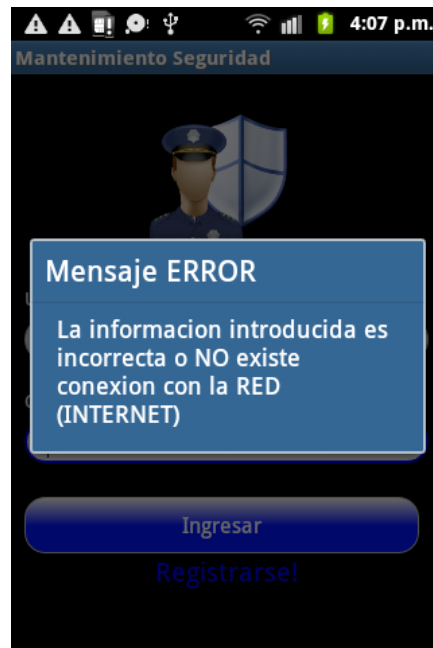 4:07 p.m.
Mantenimiento Seguridad
Mensaje ERROR
La informacion introducida es
incorrecta o NO existe
conexion con la RED
(INTERNET)
Ingresar
Registrarse!